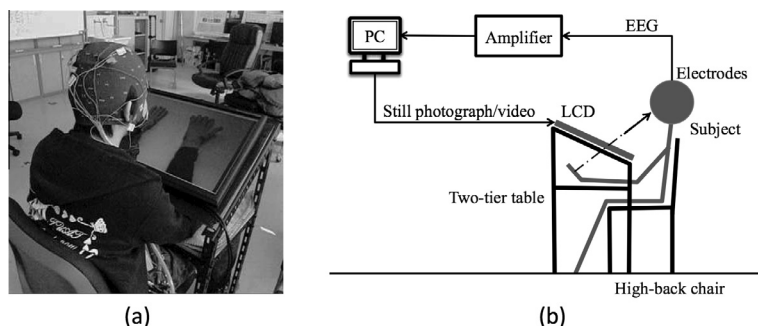 PC
Amplifier
EEG
Electrodes
LCD
Still photograph/video
Subject
Two-tier table
High-back chair
(a)
(b)